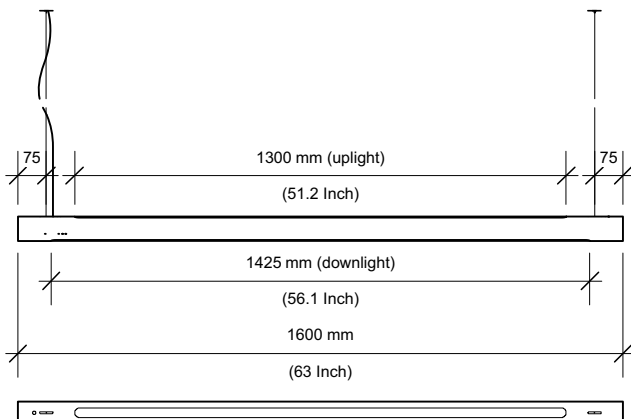 75
1300 mm (uplight)
75
(51.2 Inch)
1425 mm (downlight)
(56.1 Inch)
1600 mm
(63 Inch)